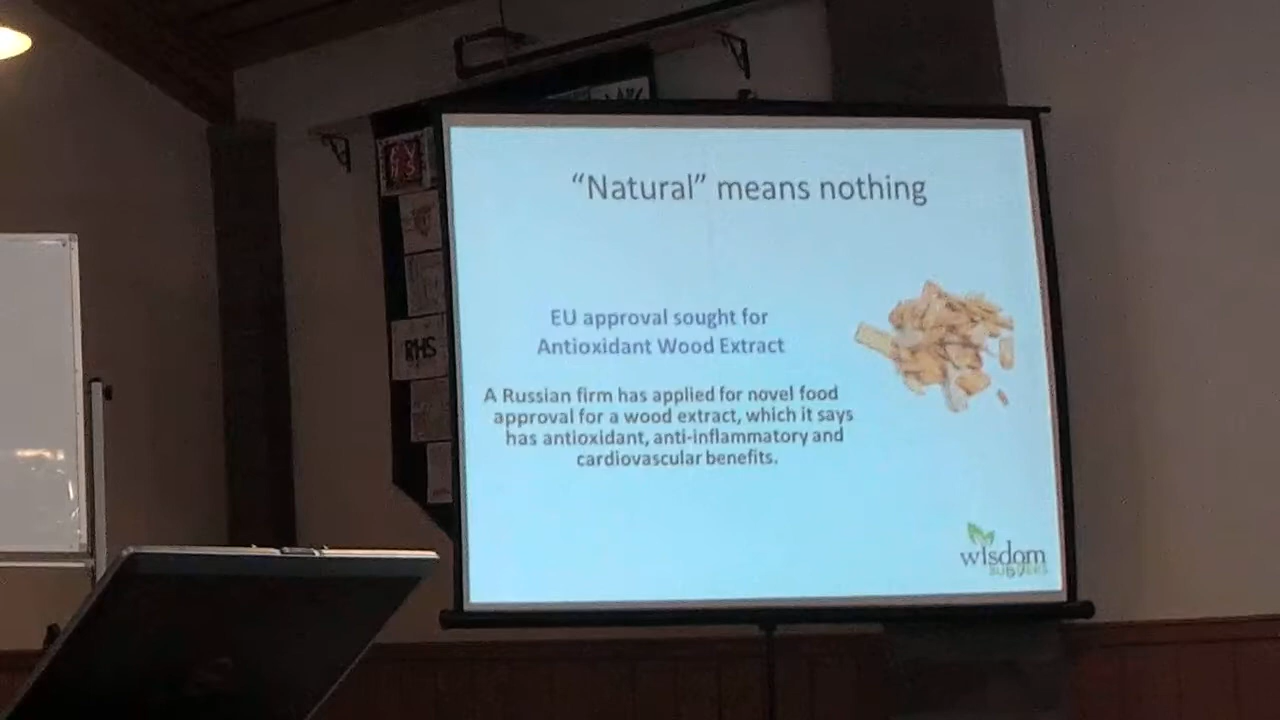 “Natural” means nothing
EU approval sought for
Antioxidant Wood Extract
A Russian firm has applied for novel food
approval for a wood extract, which it says
has antioxidant, anti-inflammatory and
cardiovascular benefits.
wisdom
RHS